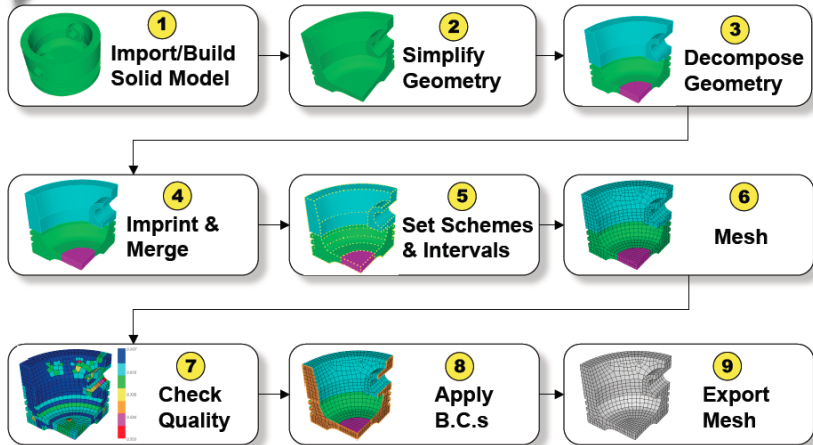 1
Import/Build
Solid Model
2
Simplify
Geometry
3
Decompose
Geometry
4
Imprint &
Merge
5
Set Schemes
& Intervals
6
Mesh
7
Check
Quality
8
Apply
B.C.s
9
Export
Mesh